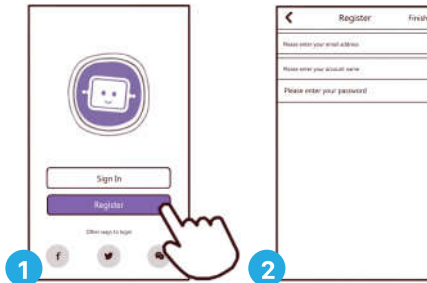 Sign In
Register
Other ways to login
f
1
Register
Finish
Please enter your email address
Please enter your account name
Please enter your password
2